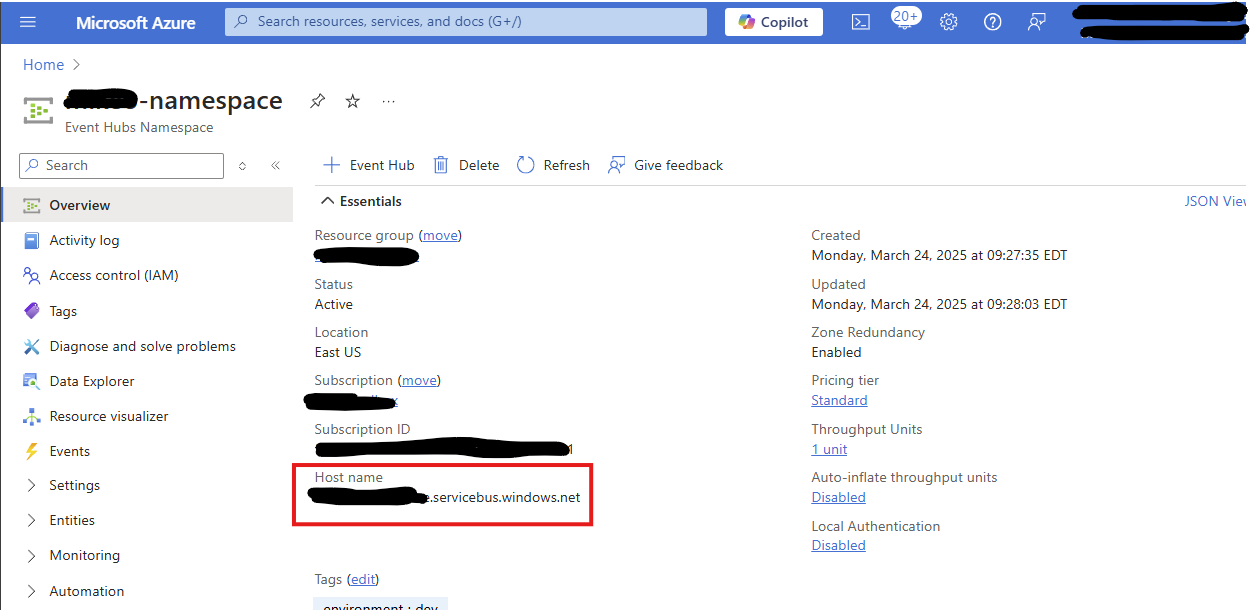 Microsoft Azure
Search resources, services, and docs (G+/)
Copilot
20+
Home
-namespace
Event Hubs Namespace
Search
Event Hub
Delete
Refresh
Give feedback
Overview
Activity log
Access control (IAM)
Tags
Diagnose and solve problems
Data Explorer
Resource visualizer
Events
Settings
Entities
Monitoring
Automation
Essentials
JSON View
Resource group (move)
Status
Active
Location
East US
Subscription (move)
Subscription ID
Host name
e.servicebus.windows.net
Created
Monday, March 24, 2025 at 09:27:35 EDT
Updated
Monday, March 24, 2025 at 09:28:03 EDT
Zone Redundancy
Enabled
Pricing tier
Standard
Throughput Units
1 unit
Auto-inflate throughput units
Disabled
Local Authentication
Disabled
Tags (edit)
environment : dev